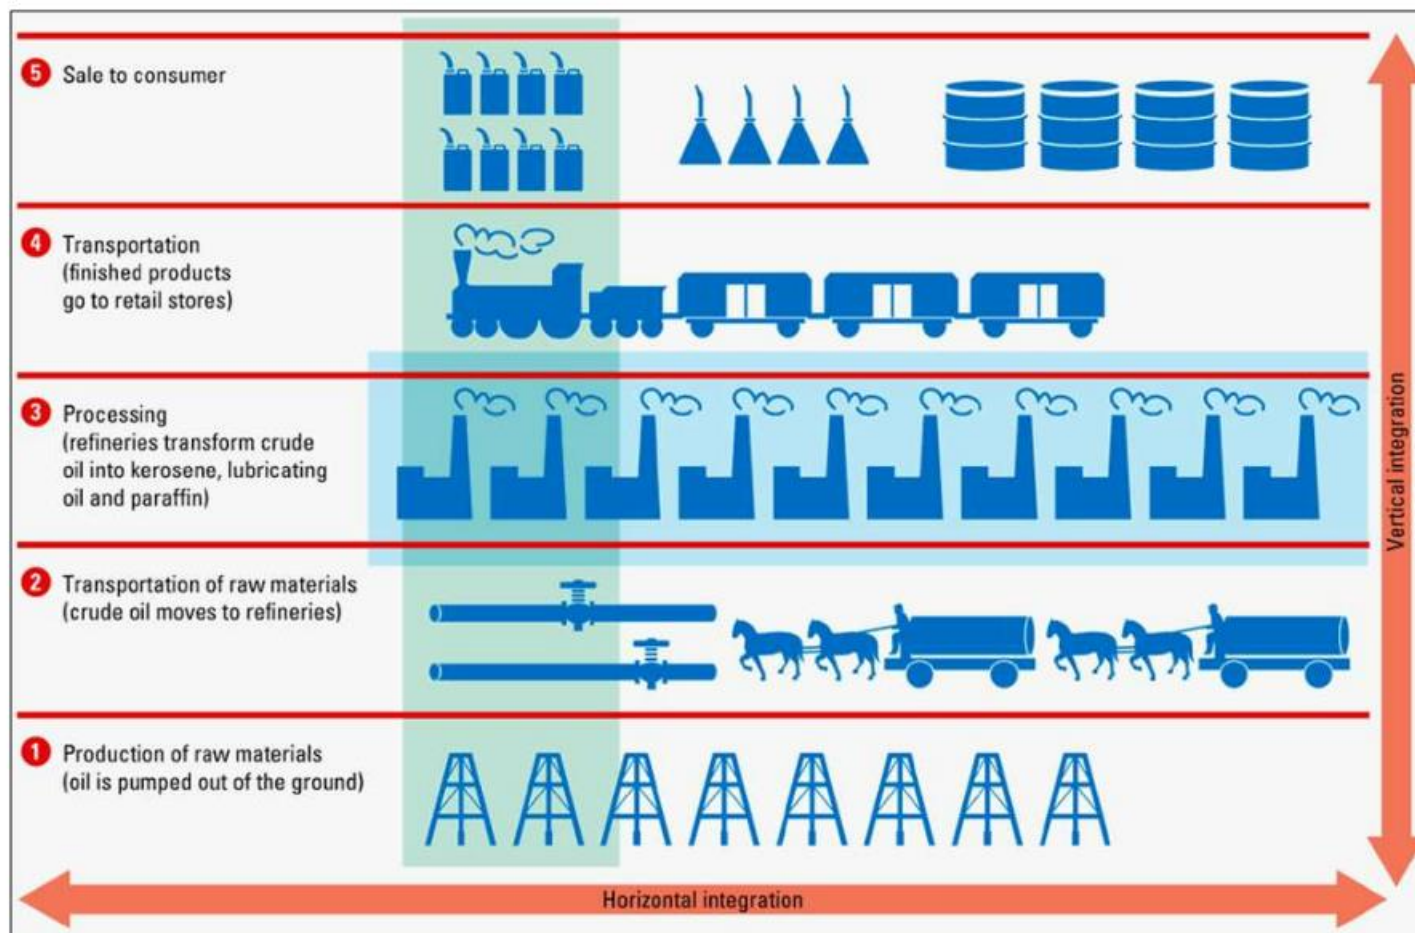 5 Sale to consumer
4 Transportation
(finished products
go to retail stores)
3 Processing
(refineries transform crude
oil into kerosene, lubricating
oil and paraffin)
2 Transportation of raw materials
(crude oil moves to refineries)
1 Production of raw materials
(oil is pumped out of the ground)
Horizontal integration
Vertical integration